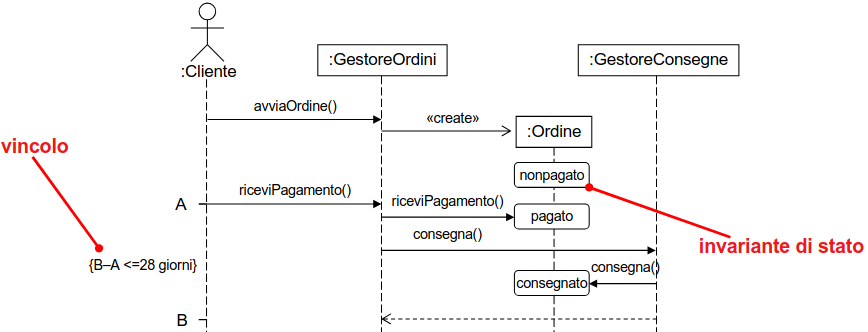 :Cliente
:GestoreOrdini
:GestoreConsegne
avviaOrdine()
«create»
:Ordine
vincolo
nonpagato
A
riceviPagamento()
riceviPagamento()
pagato
consegna()
invariante di stato
{B–A <=28 giorni}
consegna()
consegnato
B